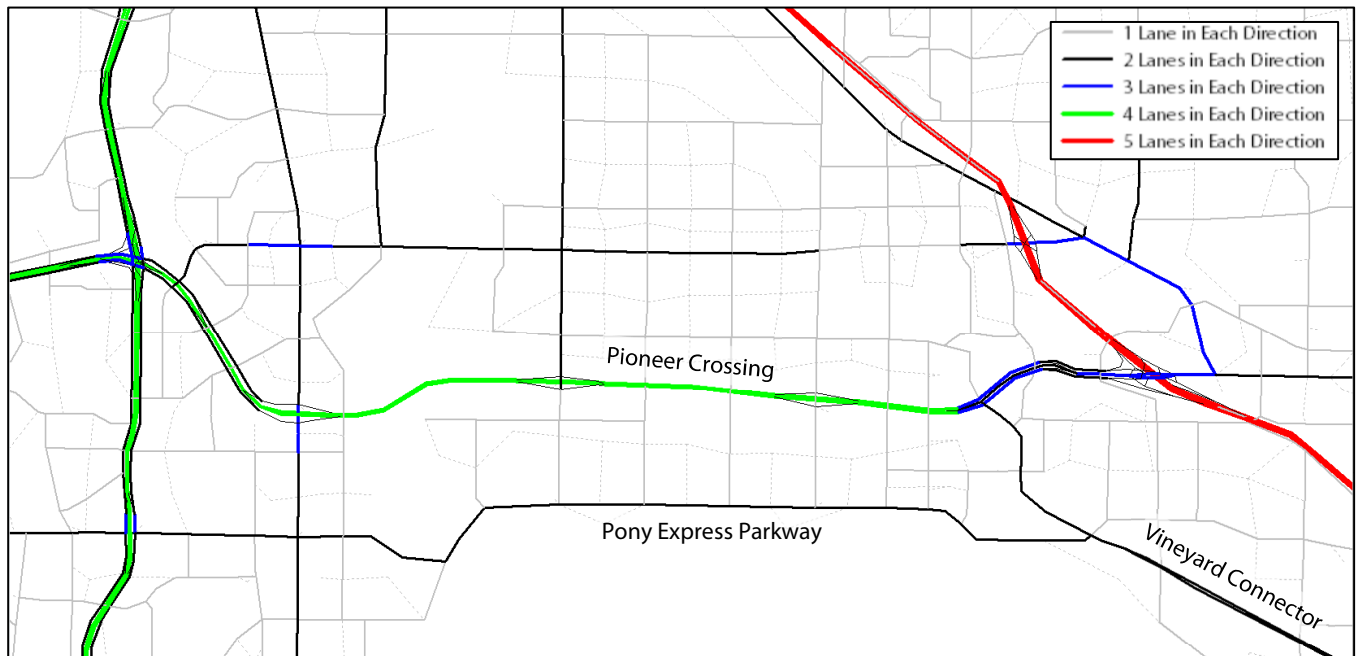 1 Lane in Each Direction
2 Lanes in Each Direction
3 Lanes in Each Direction
4 Lanes in Each Direction
5 Lanes in Each Direction
Pioneer Crossing
Pony Express Parkway
Vineyard Connector